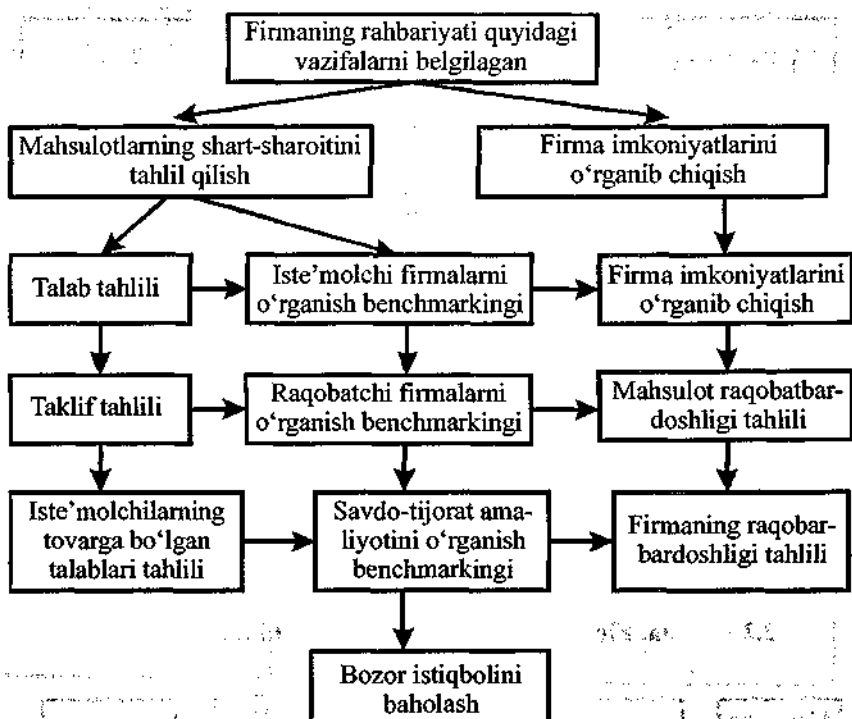 Firmaning rahbariyati quyidagi
vazifalarni belgilagan
Mahsulotlarning shart-sharoitini
tahlil qilish
Firma imkoniyatlarini
o‘rganib chiqish
Talab tahlili
Iste’molchi firmalarni
o‘rganish benchmarkingi
Firma imkoniyatlarini
o‘rganib chiqish
Taklif tahlili
Raqobatchi firmalarni
o‘rganish benchmarkingi
Mahsulot raqobatbar-
doshligi tahlili
Iste’molchilarning
tovarga bo‘lgan
talablari tahlili
Savdo-tijorat ama-
liyotini o‘rganish
benchmarkingi
Firmaning raqobar-
bardoshligi tahlili
Bozor istiqbolini
baholash